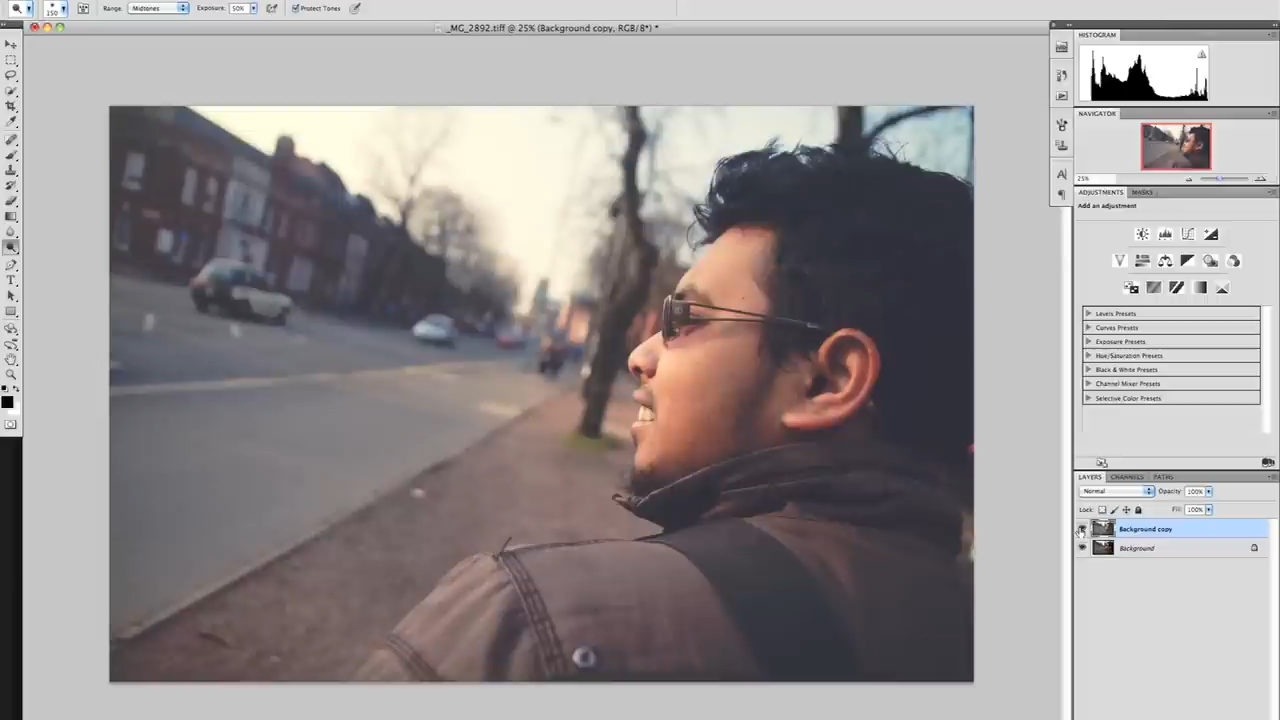 150 Range: Midtones Exposure: 50% Protect Tones
_MG_2892.tiff @ 25% (Background copy, RGB/8*) *
HISTOGRAM
NAVIGATOR
25%
ADJUSTMENTS MASKS
Add an adjustment
Levels Presets
Curves Presets
Exposure Presets
Hue/Saturation Presets
Black & White Presets
Channel Mixer Presets
Selective Color Presets
LAYERS CHANNELS PATHS
Normal Opacity: 100%
Lock: Fill: 100%
Background copy
Background